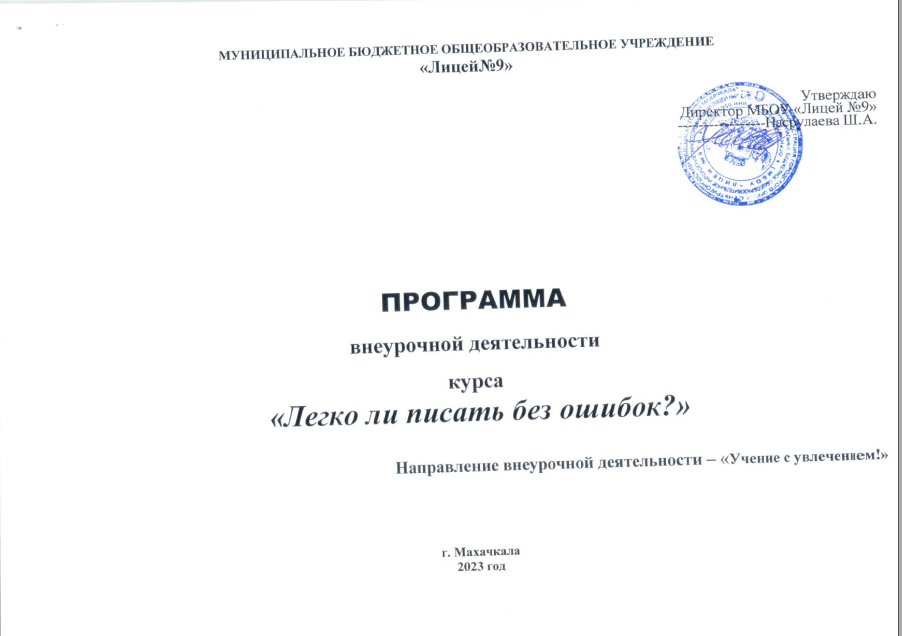 МУНИЦИПАЛЬНОЕ БЮДЖЕТНОЕ ОБЩЕОБРАЗОВАТЕЛЬНОЕ УЧРЕЖДЕНИЕ
«Лицей№9»
Утверждаю
Директор МБОУ «Лицей №9»
-------------------Насрулаева Ш.А.
ПРОГРАММА
внеурочной деятельности
курса
«Легко ли писать без ошибок?»
Направление внеурочной деятельности – «Учение с увлечением!»
г. Махачкала
2023 год